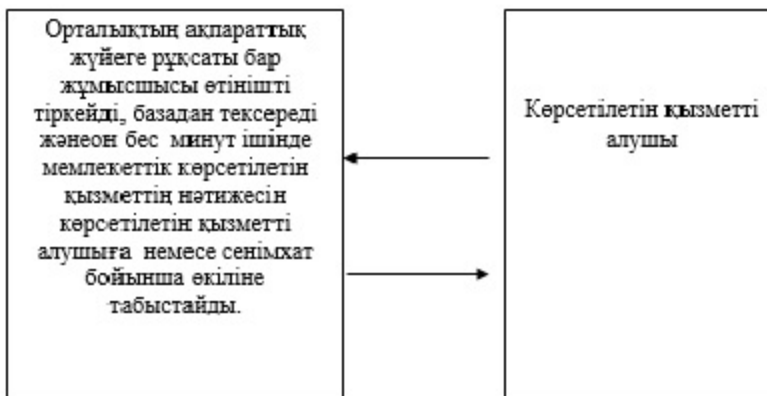 Орталықтың ақпараттық
жүйеге рұқсаты бар
жұмысшысы өтінішті
тіркейді, базадан тексереді
жәнеон бес минут ішінде
мемлекеттік көрсетілетін
қызметтің нәтижесін
көрсетілетін қызметті
алушыға немесе сенімхат
бойынша өкіліне
табыстайды.
Көрсетілетін қызметті
алушы